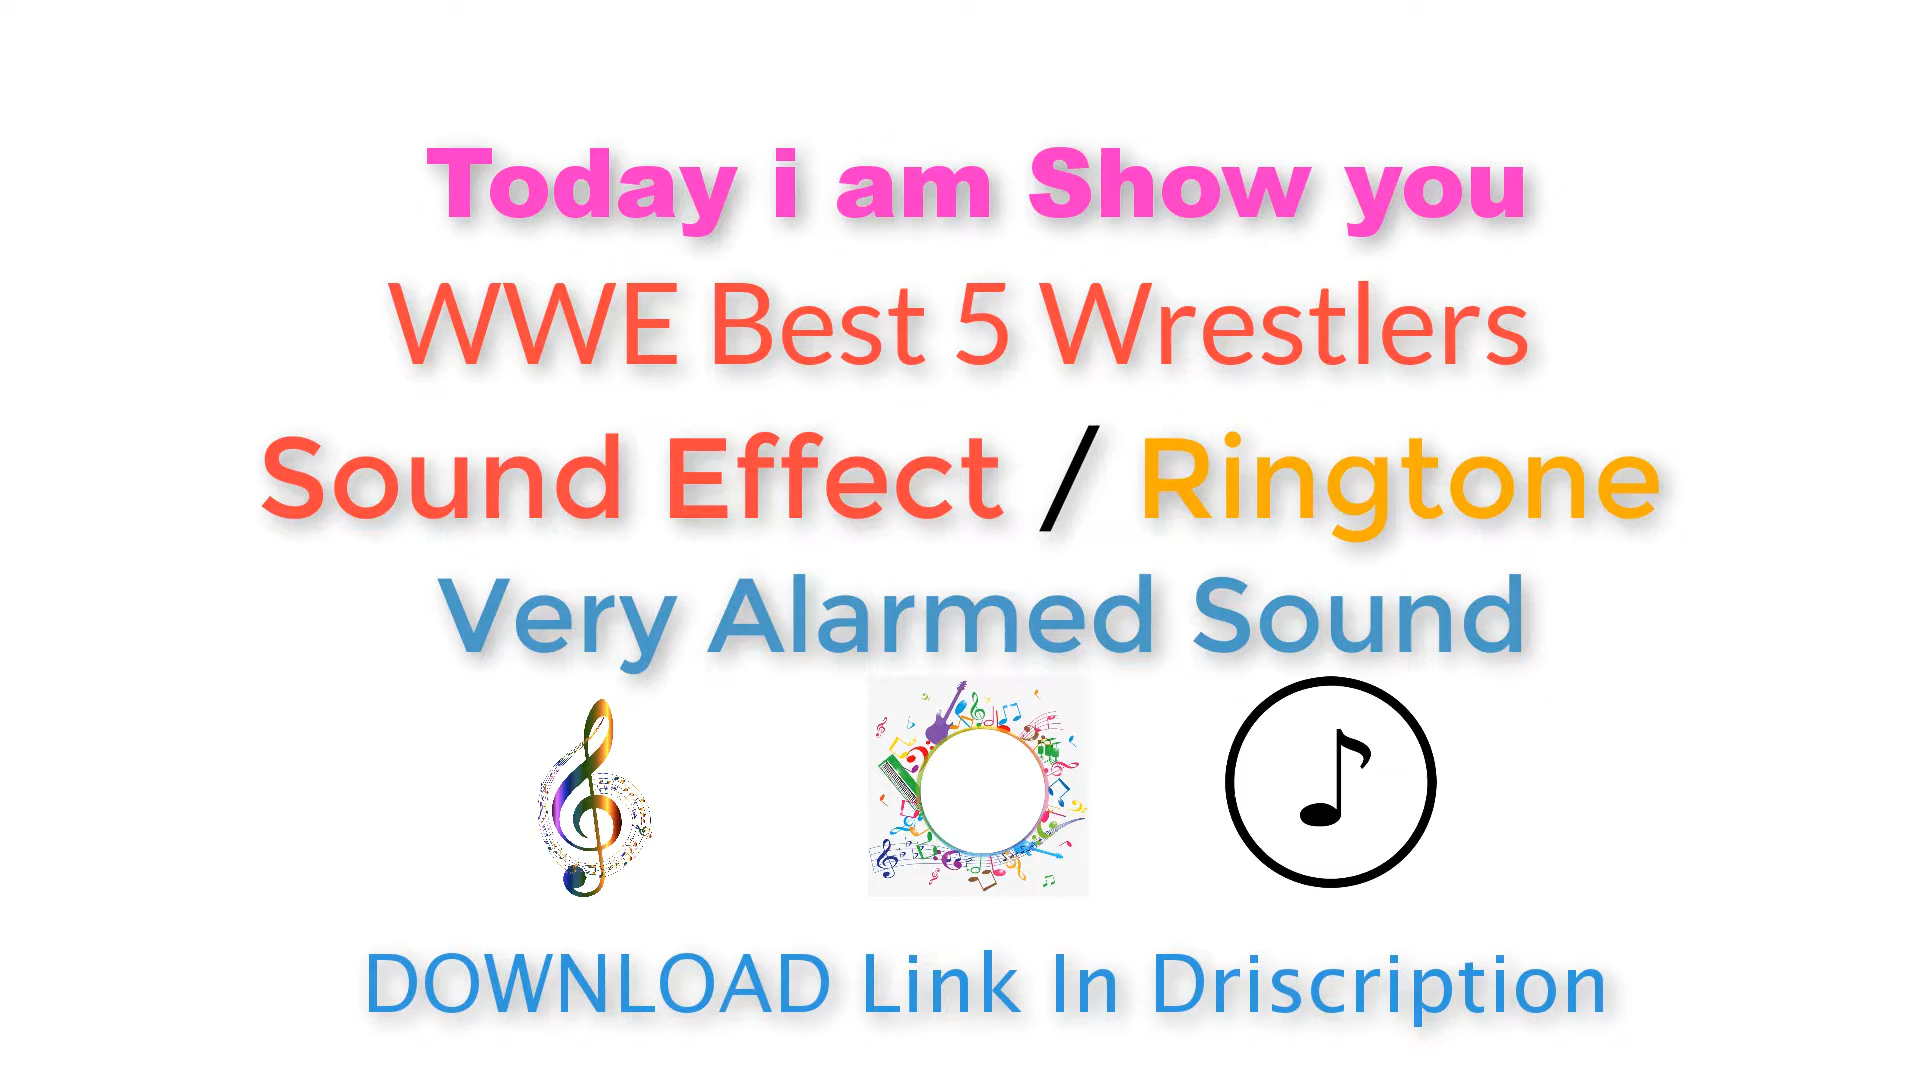 Today i am Show you
WWE Best 5 Wrestlers
Sound Effect / Ringtone
Very Alarmed Sound
DOWNLOAD Link In Driscription